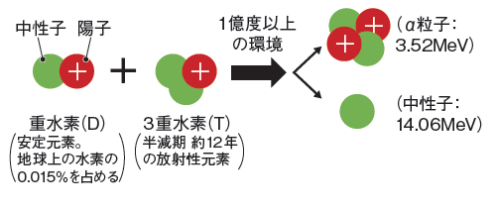 中性子 陽子
+
重水素(D)
(安定元素。
地球上の水素の
0.015%を占める)
3重水素(T)
(半減期 約12年
の放射性元素)
1億度以上
の環境
(α粒子:
3.52MeV)
(中性子:
14.06MeV)